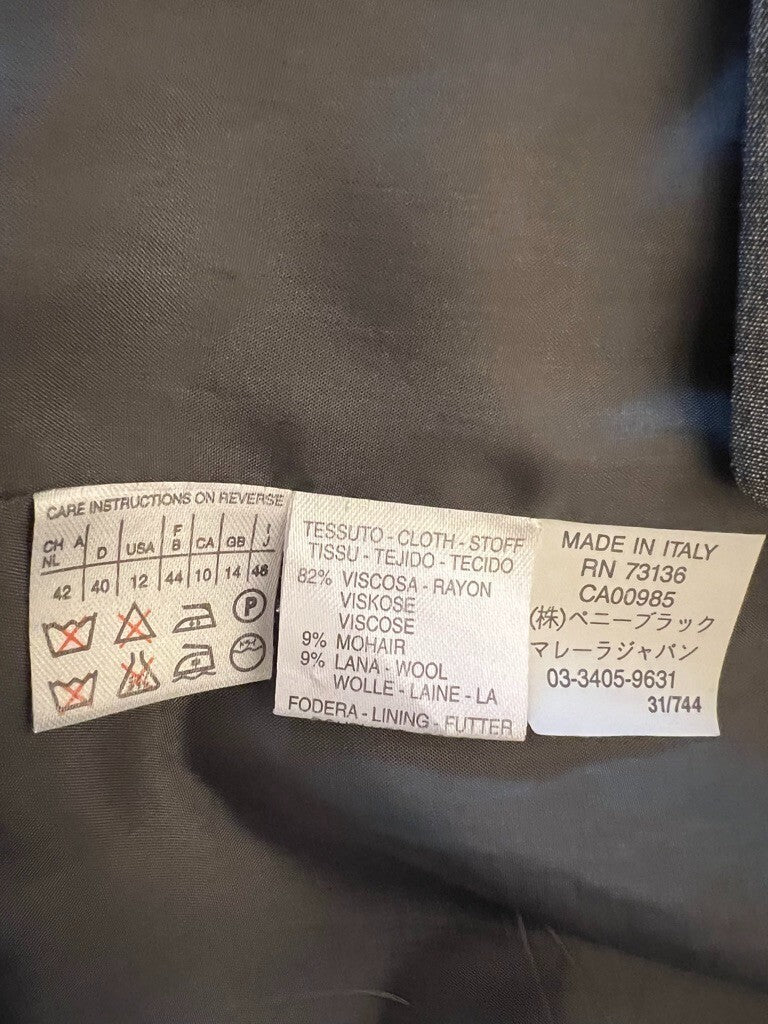 CARE INSTRUCTIONS ON REVERSE
CH NL A D USA F B CA GB I J
42 40 12 44 10 14 46
P
TESSUTO - CLOTH - STOFF
TISSU - TEJIDO - TECIDO
82% VISCOSA - RAYON
VISKOSE
VISCOSE
9% MOHAIR
9% LANA - WOOL
WOLLE - LAINE - LA
FODERA - LINING - FUTTER
MADE IN ITALY
RN 73136
CA00985
(株)ペニーブラック
マレーラジャパン
03-3405-9631
31/744